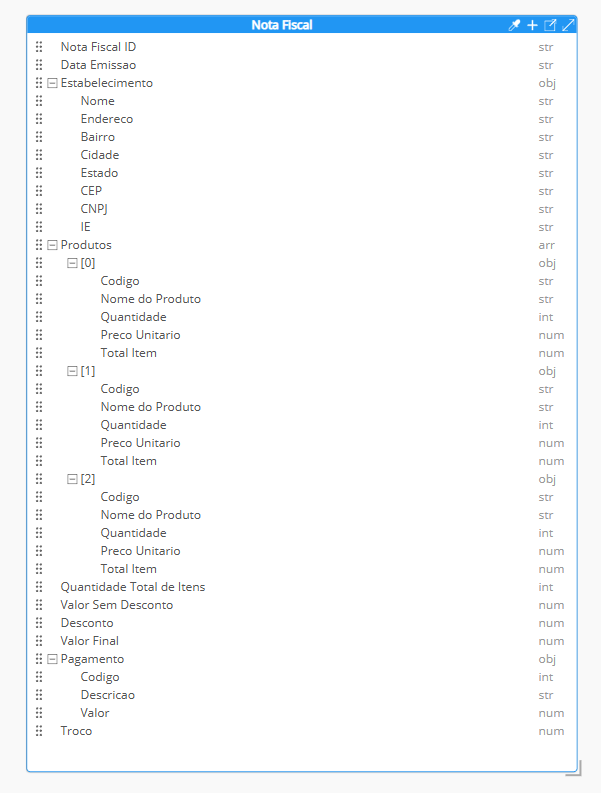 Nota Fiscal
Nota Fiscal ID str
Data Emissao str
Estabelecimento obj
Nome str
Endereco str
Bairro str
Cidade str
Estado str
CEP str
CNPJ str
IE str
Produtos arr
[0] obj
Codigo str
Nome do Produto str
Quantidade int
Preco Unitario num
Total Item num
[1] obj
Codigo str
Nome do Produto str
Quantidade int
Preco Unitario num
Total Item num
[2] obj
Codigo str
Nome do Produto str
Quantidade int
Preco Unitario num
Total Item num
Quantidade Total de Itens int
Valor Sem Desconto num
Desconto num
Valor Final num
Pagamento obj
Codigo int
Descricao str
Valor num
Troco num